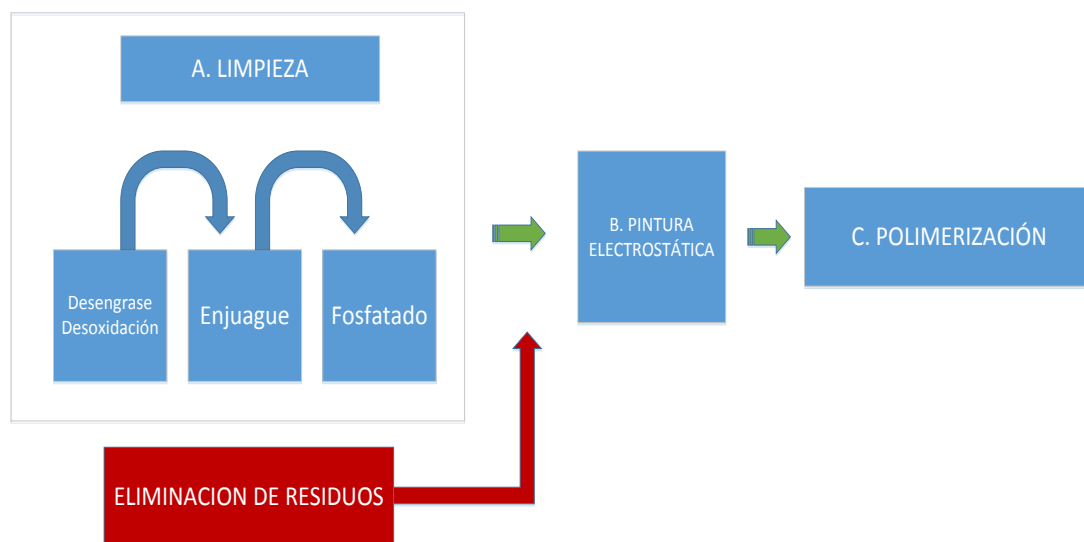 A. LIMPIEZA
Desengrase
Desoxidación
Enjuague
Fosfatado
B. PINTURA
ELECTROSTÁTICA
C. POLIMERIZACIÓN
ELIMINACION DE RESIDUOS